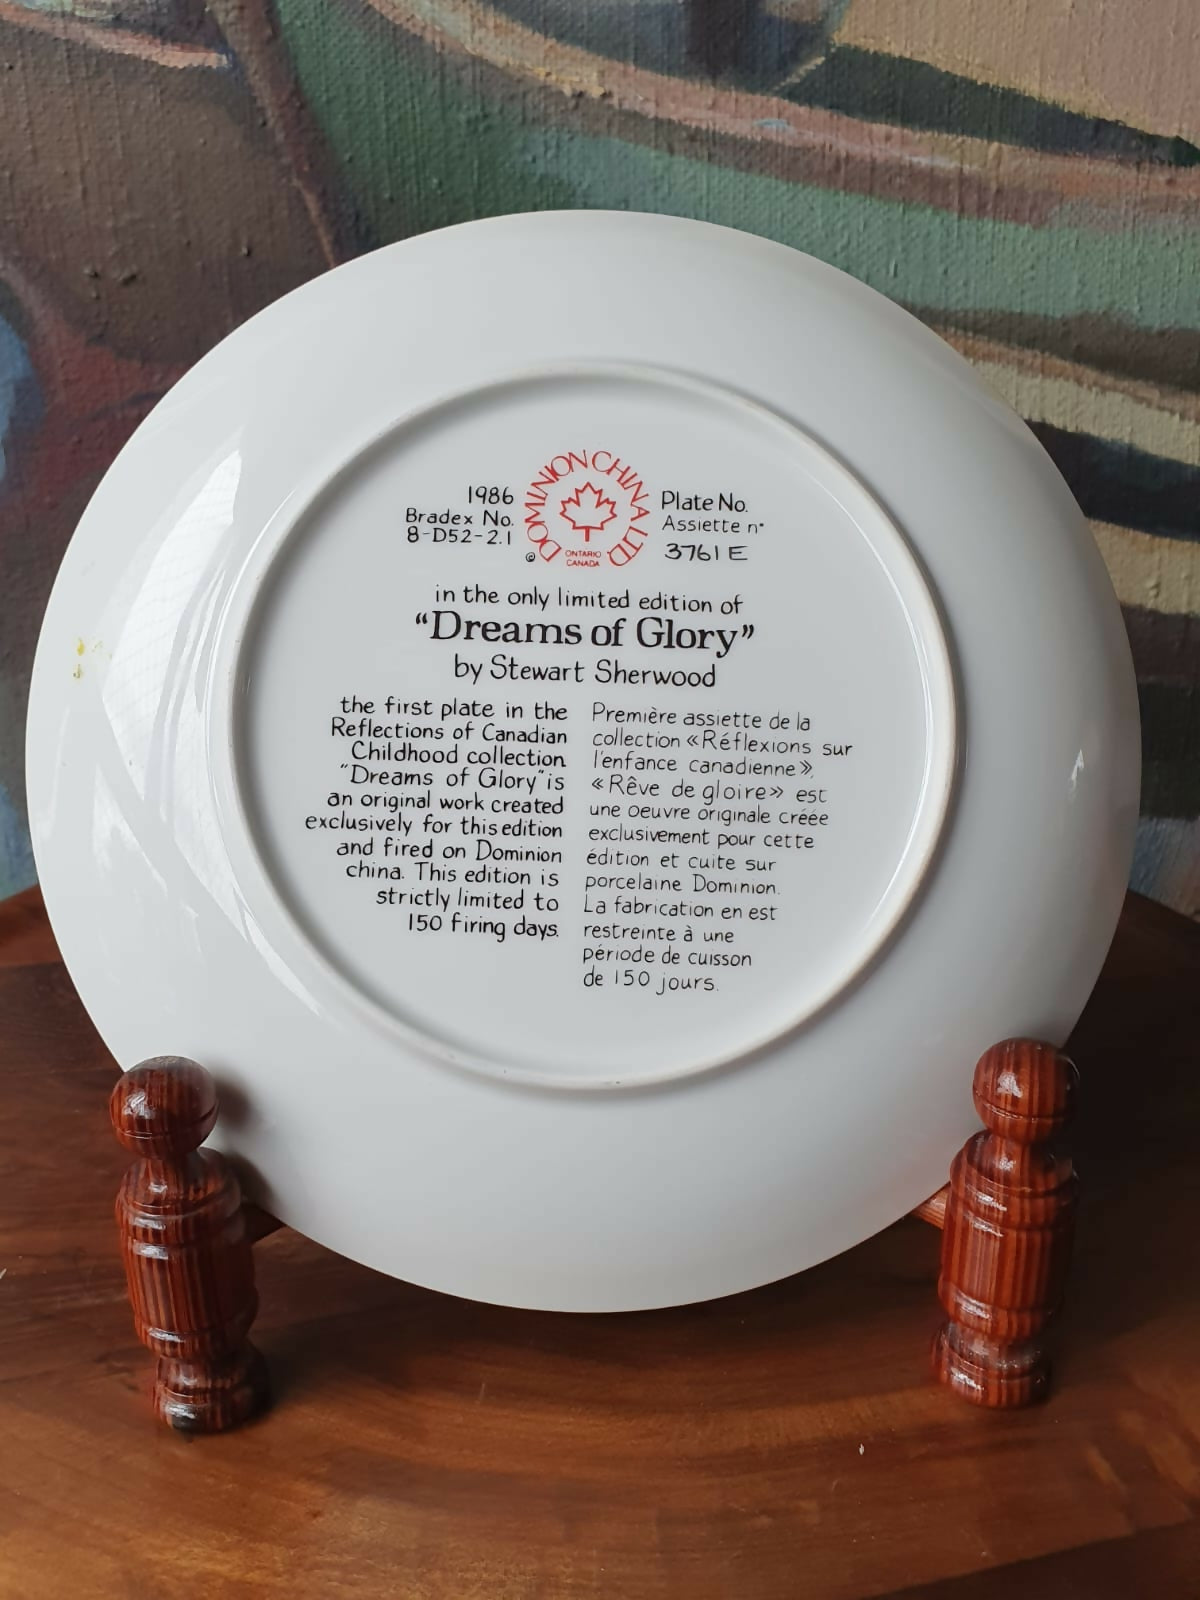 1986
Bradex No.
8-D52-2.1
DOMINION CHINA LTD.
ONTARIO
CANADA
©
Plate No.
Assiette n°
3761 E
in the only limited edition of
“Dreams of Glory”
by Stewart Sherwood
the first plate in the
Reflections of Canadian
Childhood collection
"Dreams of Glory" is
an original work created
exclusively for this edition
and fired on Dominion
china. This edition is
strictly limited to
150 firing days.
Première assiette de la
collection «Réflexions sur
l'enfance canadienne»,
«Rêve de gloire» est
une oeuvre originale créée
exclusivement pour cette
édition et cuite sur
porcelaine Dominion.
La fabrication en est
restreinte à une
période de cuisson
de 150 jours.